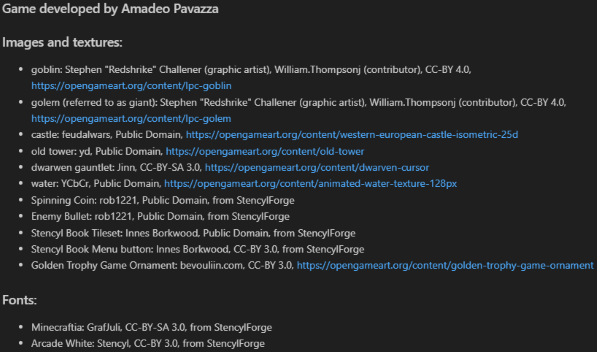 Game developed by Amadeo Pavazza
Images and textures:
• goblin: Stephen "Redshrike" Challener (graphic artist), William.Thompsonj (contributor), CC-BY 4.0,
https://opengameart.org/content/lpc-goblin
• golem (referred to as giant): Stephen "Redshrike" Challener (graphic artist), William.Thompsonj (contributor), CC-BY 4.0,
https://opengameart.org/content/lpc-golem
• castle: feudalwars, Public Domain, https://opengameart.org/content/western-european-castle-isometric-25d
• old tower: yd, Public Domain, https://opengameart.org/content/old-tower
• dwarwen gauntlet: Jinn, CC-BY-SA 3.0, https://opengameart.org/content/dwarven-cursor
• water: YCbCr, Public Domain, https://opengameart.org/content/animated-water-texture-128px
• Spinning Coin: rob1221, Public Domain, from StencylForge
• Enemy Bullet: rob1221, Public Domain, from StencylForge
• Stencyl Book Tileset: Innes Borkwood, Public Domain, from StencylForge
• Stencyl Book Menu button: Innes Borkwood, CC-BY 3.0, from StencylForge
• Golden Trophy Game Ornament: bevouliin.com, CC-BY 3.0, https://opengameart.org/content/golden-trophy-game-ornament
Fonts:
• Minecraftia: GrafJuli, CC-BY-SA 3.0, from StencylForge
• Arcade White: Stencyl, CC-BY 3.0, from StencylForge